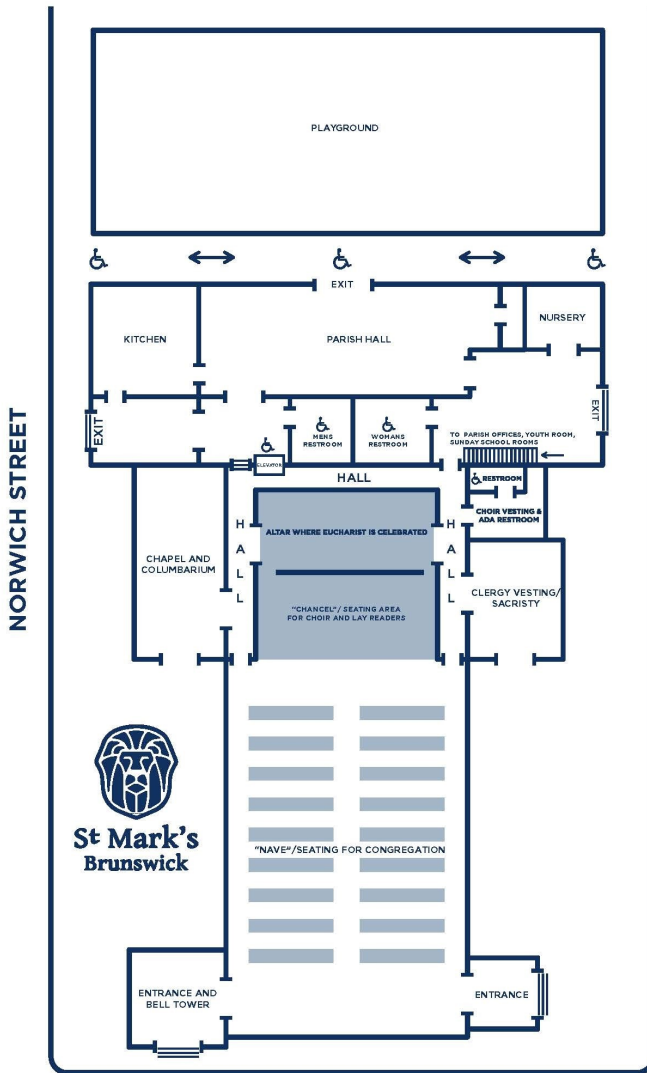 PLAYGROUND
EXIT
NURSERY
KITCHEN
PARISH HALL
EXIT
EXIT
MENS
RESTROOM
WOMANS
RESTROOM
TO PARISH OFFICES, YOUTH ROOM,
SUNDAY SCHOOL ROOMS
ELEVATOR
HALL
RESTROOM
CHOIR VESTING &
ADA RESTROOM
HALL
ALTAR WHERE EUCHARIST IS CELEBRATED
HALL
CHAPEL AND
COLUMBARIUM
"CHANCEL"/ SEATING AREA
FOR CHOIR AND LAY READERS
CLERGY VESTING/
SACRISTY
NORWICH STREET
St Mark's
Brunswick
"NAVE"/SEATING FOR CONGREGATION
ENTRANCE AND
BELL TOWER
ENTRANCE